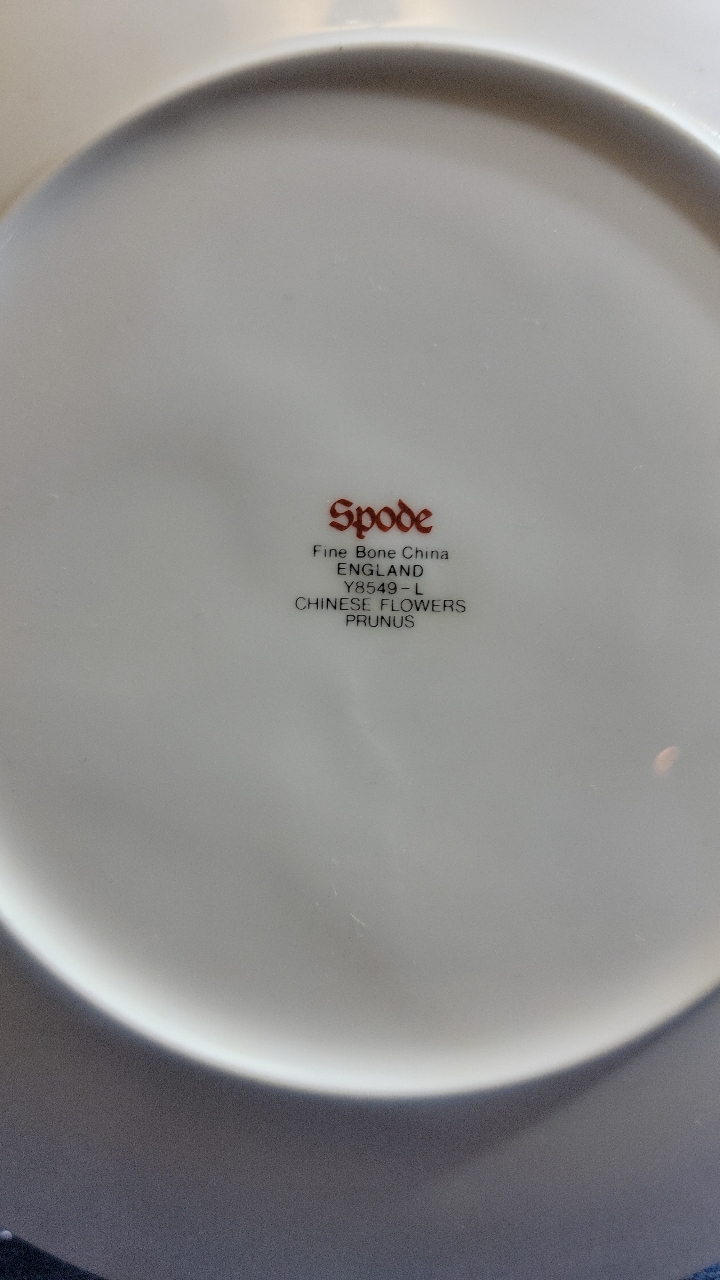 Spode
Fine Bone China
ENGLAND
Y8549-L
CHINESE FLOWERS
PRUNUS